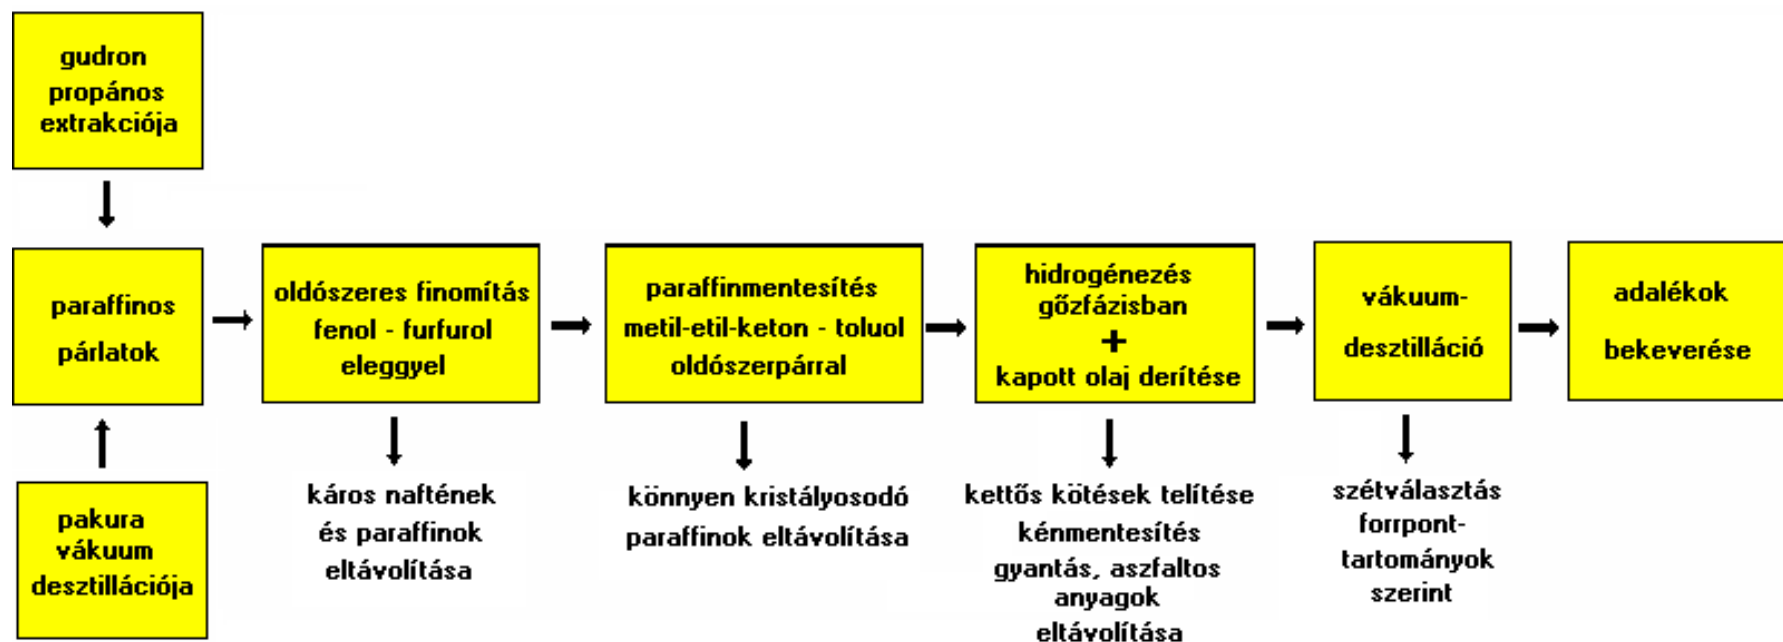 gudron
propános
extrakciója
paraffinos
párlatok
pakura
vákuum
desztillációja
oldószeres finomítás
fenol - furfurol
eleggyel
káros naftének
és paraffinok
eltávolítása
paraffinmentesítés
metil-etil-keton - toluol
oldószerpárral
könnyen kristályosodó
paraffinok eltávolítása
hidrogénezés
gőzfázisban
+
kapott olaj derítése
kettős kötések telítése
kénmentesítés
gyantás, aszfaltos
anyagok
eltávolítása
vákuum-
desztilláció
szétválasztás
forrpont-
tartományok
szerint
adalékok
bekeverése